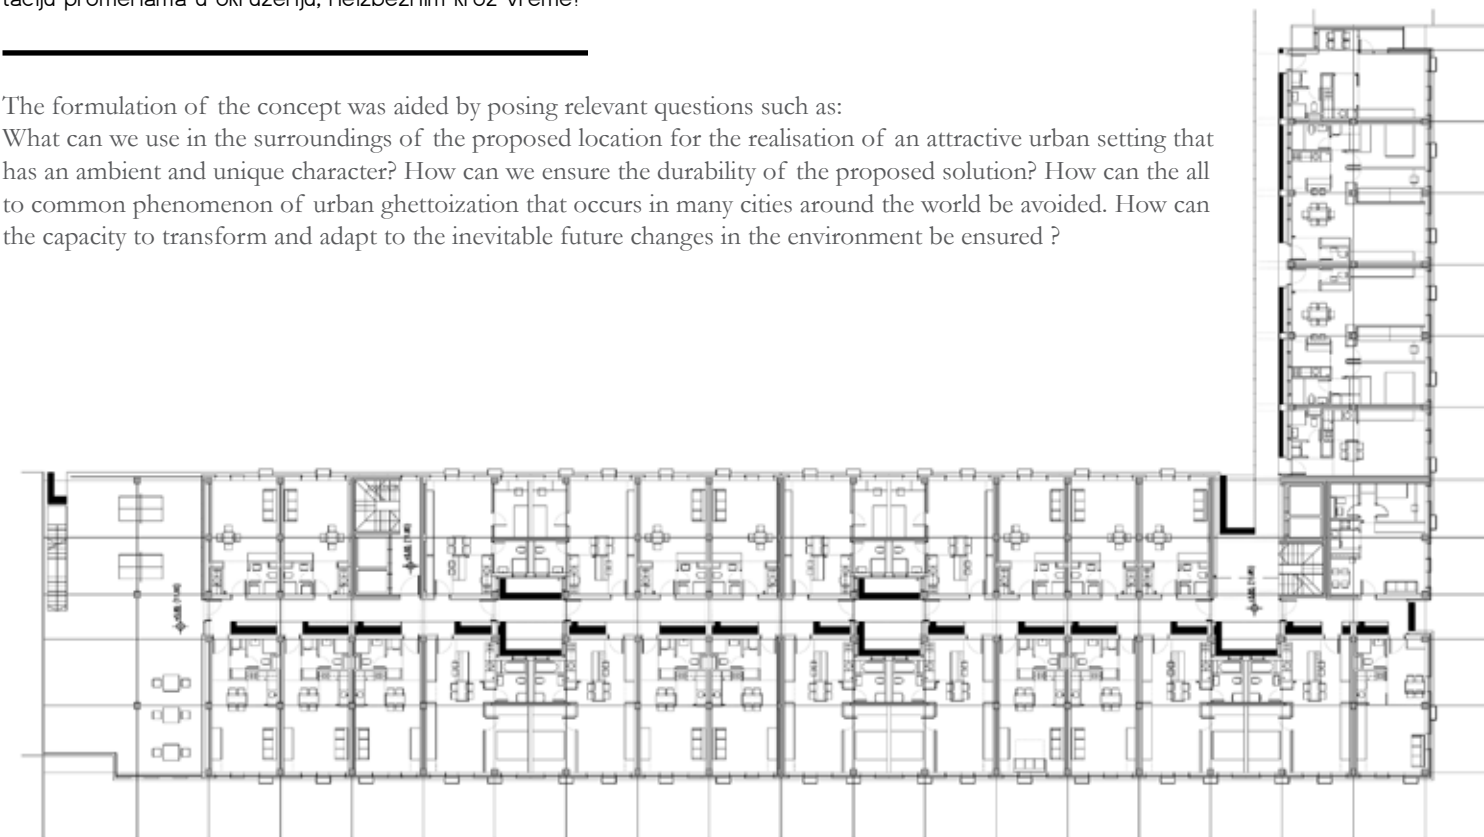 taciju promenama u okruženju, neizbežnim kroz vreme?
The formulation of the concept was aided by posing relevant questions such as:
What can we use in the surroundings of the proposed location for the realisation of an attractive urban setting that
has an ambient and unique character? How can we ensure the durability of the proposed solution? How can the all
to common phenomenon of urban ghettoization that occurs in many cities around the world be avoided. How can
the capacity to transform and adapt to the inevitable future changes in the environment be ensured ?